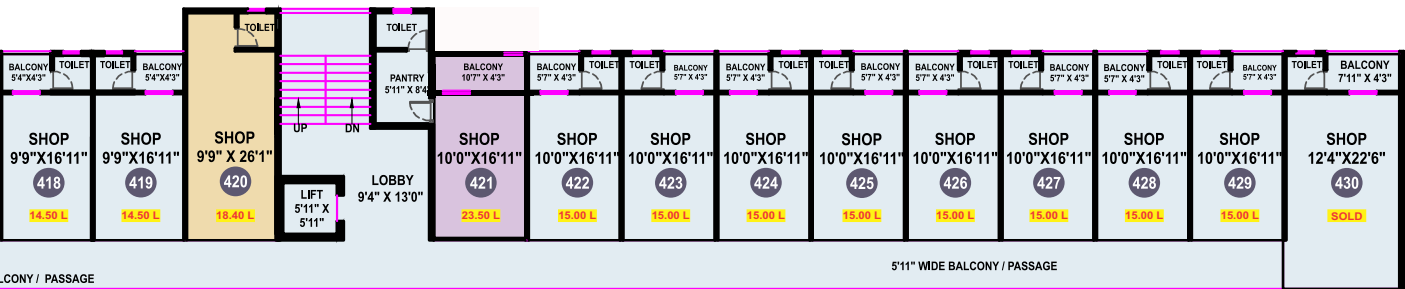 BALCONY
5'4"X4'3"
TOILET
SHOP
9'9"X16'11"
418
14.50 L
TOILET
BALCONY
5'4"X4'3"
SHOP
9'9"X16'11"
419
14.50 L
TOILET
SHOP
9'9" X 26'1"
420
18.40 L
UP
DN
LIFT
5'11" X
5'11"
LOBBY
9'4" X 13'0"
TOILET
PANTRY
5'11" X 8'4
BALCONY
10'7" X 4'3"
SHOP
10'0"X16'11"
421
23.50 L
BALCONY
5'7" X 4'3"
TOILET
SHOP
10'0"X16'11"
422
15.00 L
TOILET
BALCONY
5'7" X 4'3"
SHOP
10'0"X16'11"
423
15.00 L
BALCONY
5'7" X 4'3"
TOILET
SHOP
10'0"X16'11"
424
15.00 L
TOILET
BALCONY
5'7" X 4'3"
SHOP
10'0"X16'11"
425
15.00 L
BALCONY
5'7" X 4'3"
TOILET
SHOP
10'0"X16'11"
426
15.00 L
TOILET
BALCONY
5'7" X 4'3"
SHOP
10'0"X16'11"
427
15.00 L
BALCONY
5'7" X 4'3"
TOILET
SHOP
10'0"X16'11"
428
15.00 L
TOILET
BALCONY
5'7" X 4'3"
SHOP
10'0"X16'11"
429
15.00 L
TOILET
BALCONY
7'11" X 4'3"
SHOP
12'4"X22'6"
430
SOLD
LCONY / PASSAGE
5'11" WIDE BALCONY / PASSAGE